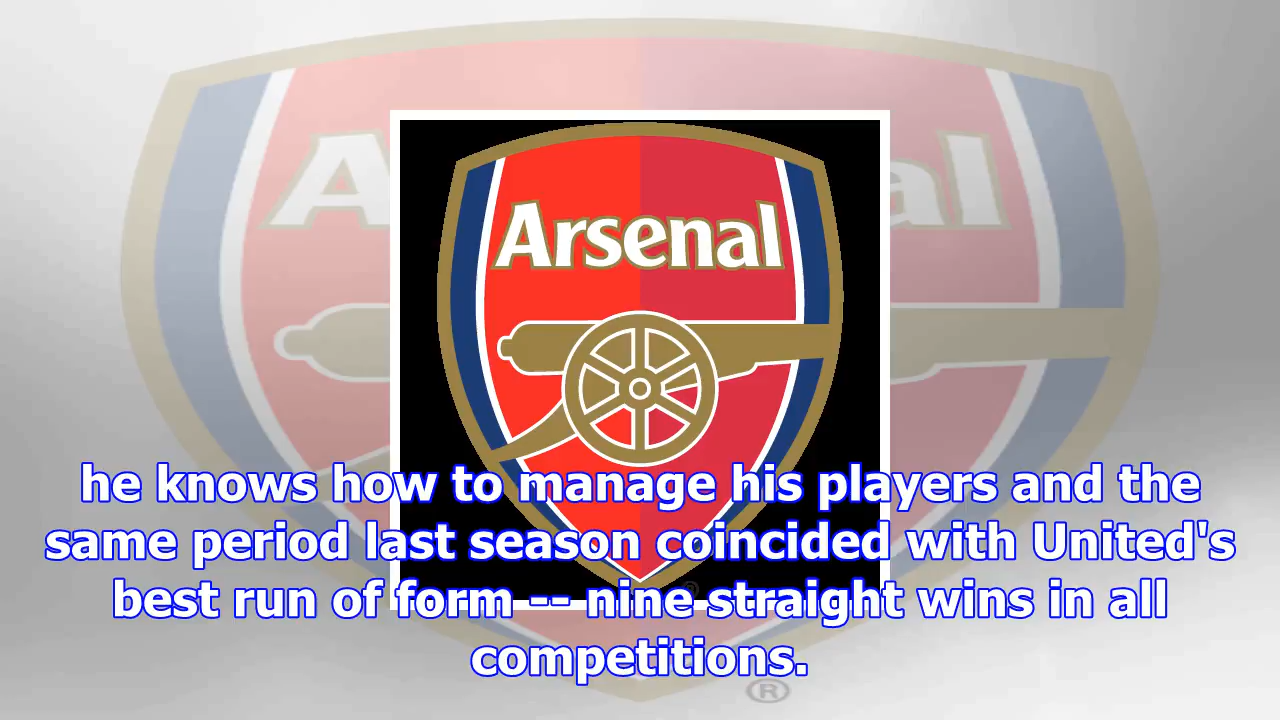 Arsenal
he knows how to manage his players and the
same period last season coincided with United's
best run of form -- nine straight wins in all
competitions.
®